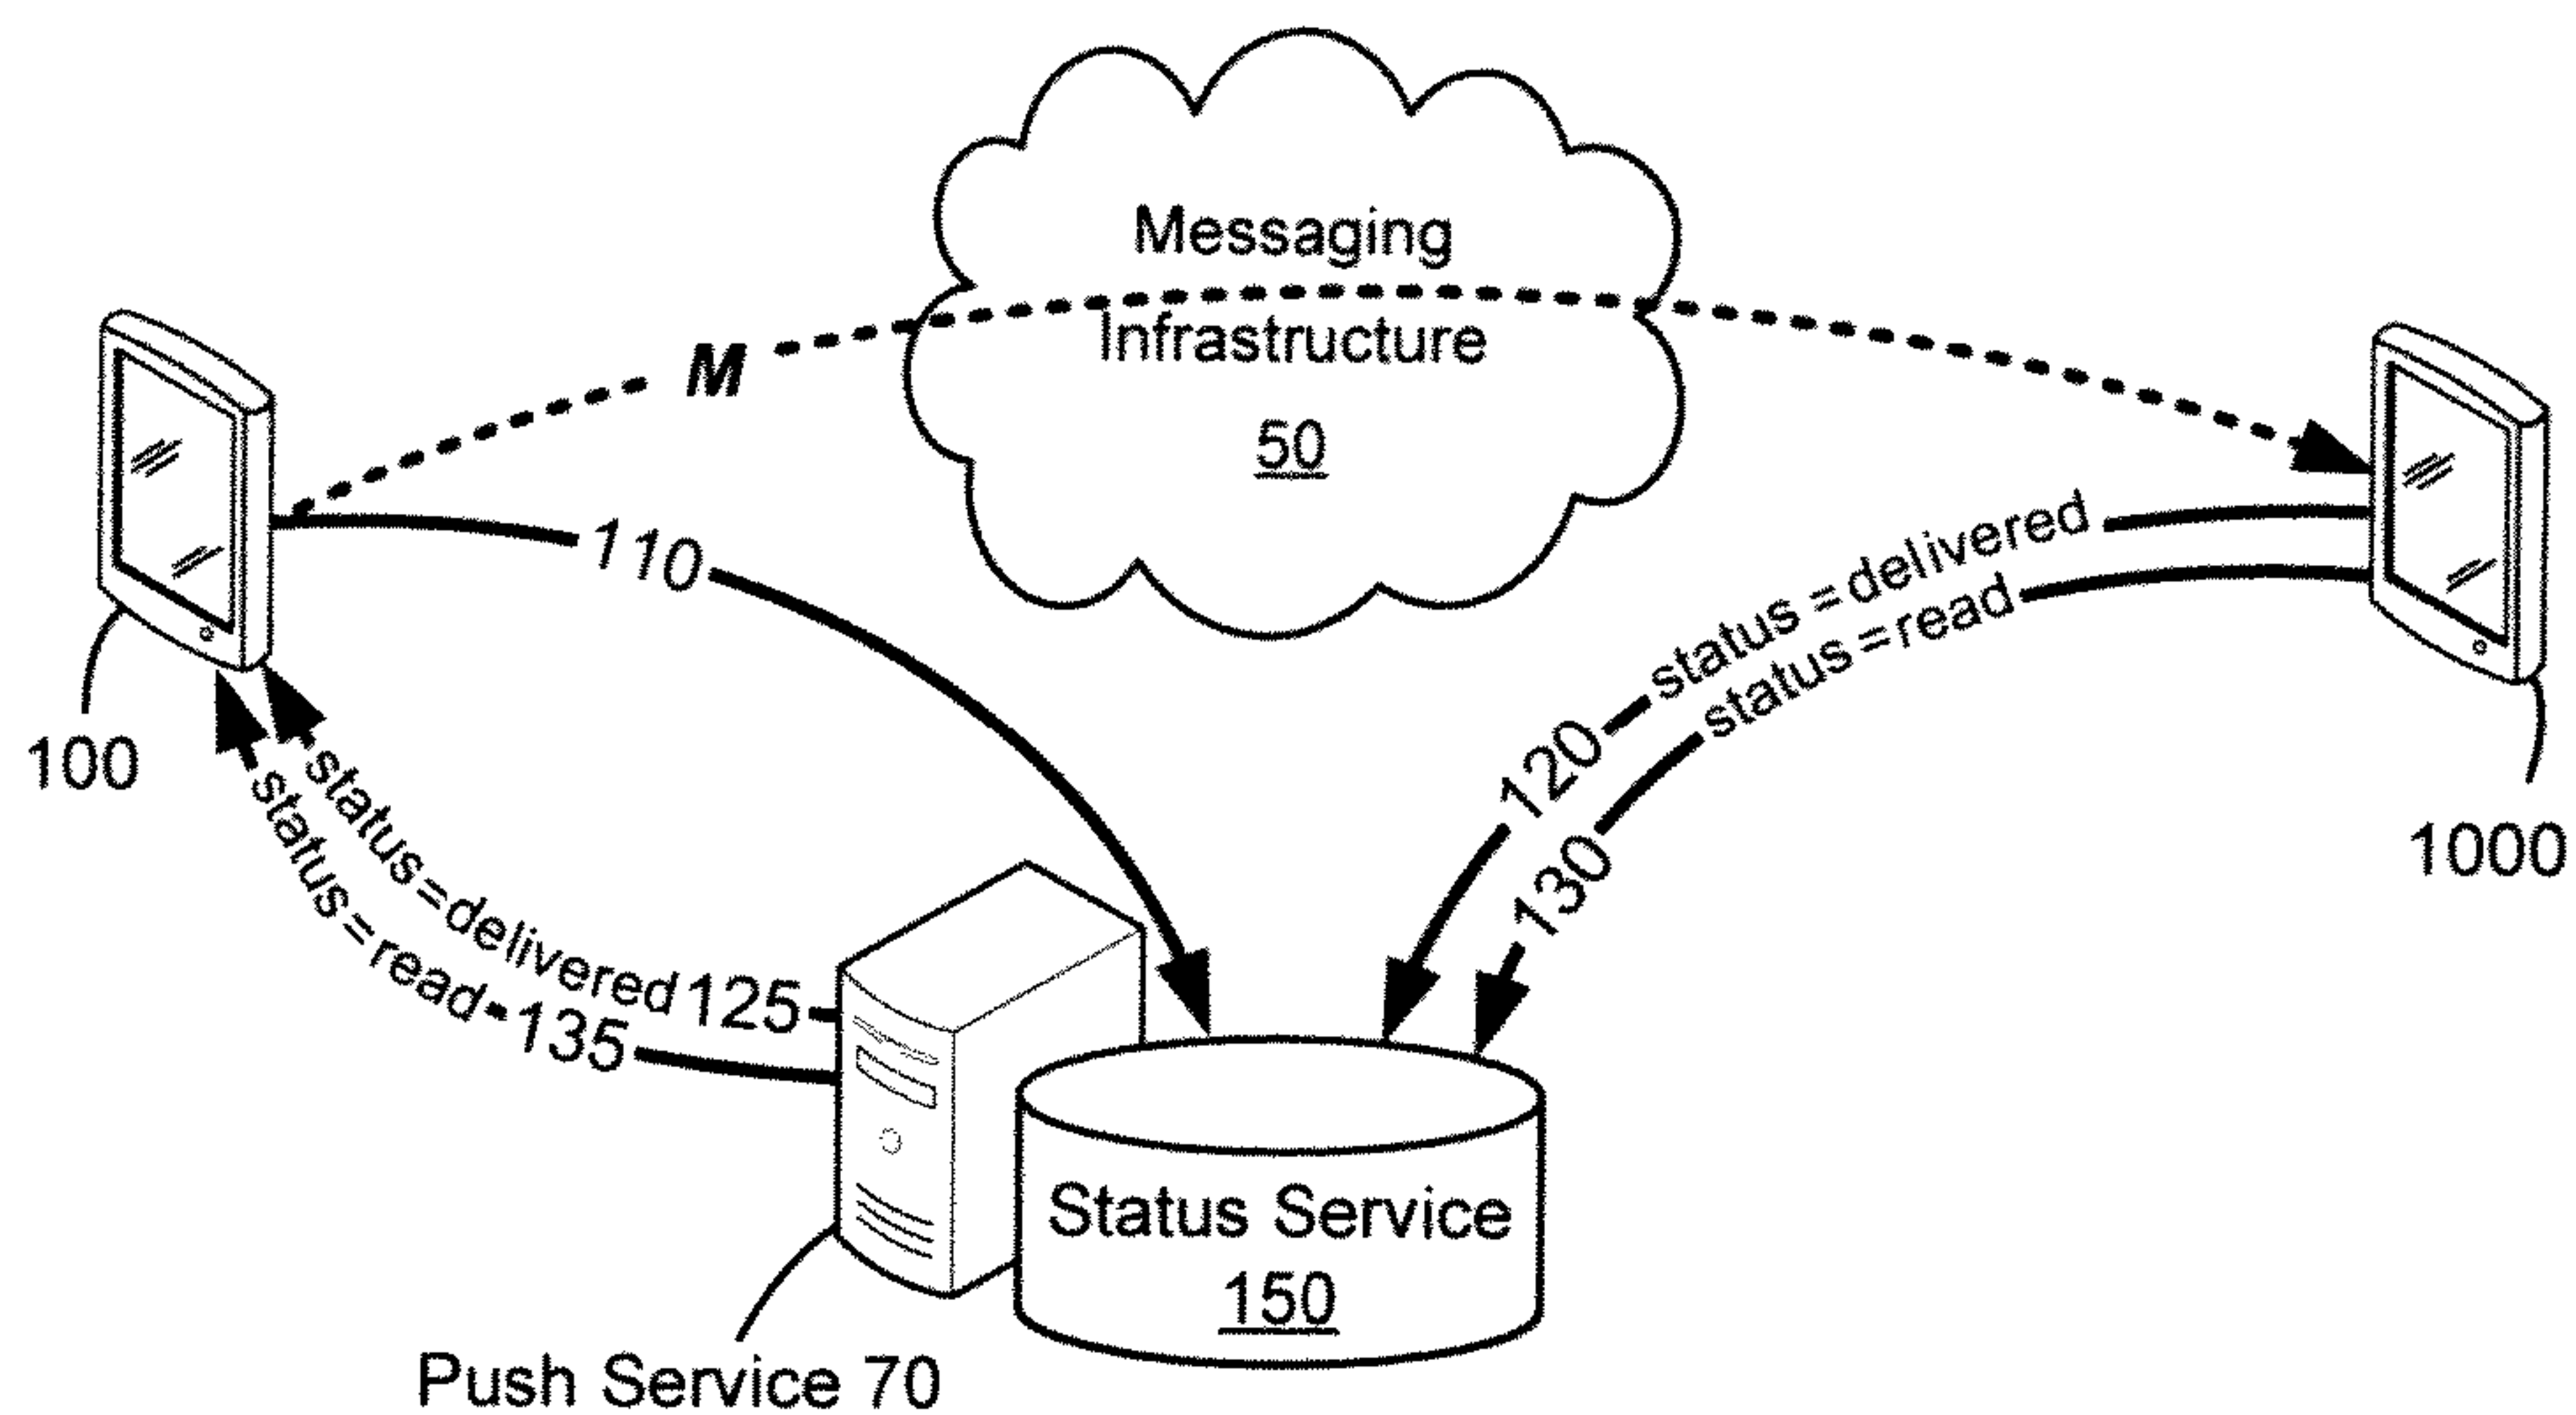 Messaging
Infrastructure
50
M
110
100
1000
120 status=delivered
130 status=read
status=delivered 125
status=read 135
Status Service
150
Push Service 70